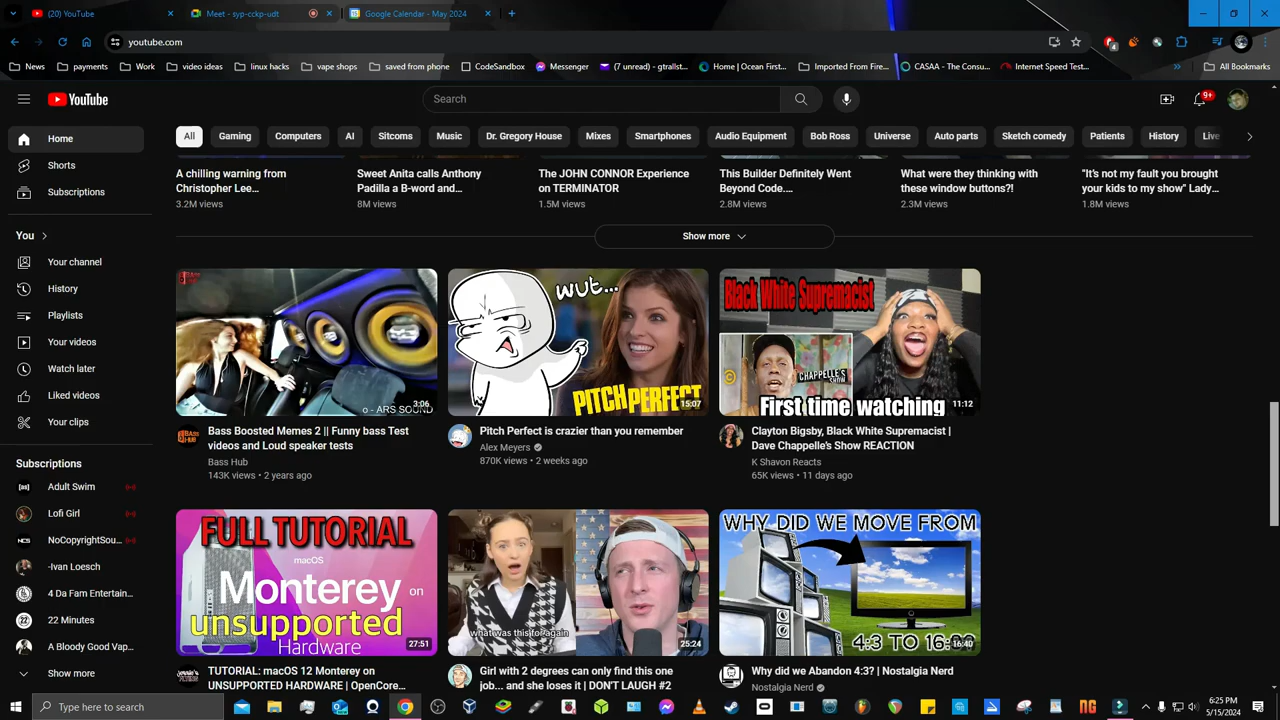 (20) YouTube
Meet - syp-cckp-udt
Google Calendar - May 2024
youtube.com
4
News
payments
Work
video ideas
linux hacks
vape shops
saved from phone
CodeSandbox
Messenger
(7 unread) - gtrallst...
Home | Ocean First...
Imported From Fire...
CASAA - The Consu...
Internet Speed Test...
»
All Bookmarks
YouTube
Search
9+
Home
Shorts
Subscriptions
You
Your channel
History
Playlists
Your videos
Watch later
Liked videos
Your clips
Subscriptions
Adult Swim
Lofi Girl
NoCopyrightSou...
-Ivan Loesch
4 Da Fam Entertain...
22 Minutes
A Bloody Good Vap...
Show more
All
Gaming
Computers
AI
Sitcoms
Music
Dr. Gregory House
Mixes
Smartphones
Audio Equipment
Bob Ross
Universe
Auto parts
Sketch comedy
Patients
History
Live
A chilling warning from
Christopher Lee...
3.2M views
Sweet Anita calls Anthony
Padilla a B-word and...
8M views
The JOHN CONNOR Experience
on TERMINATOR
1.5M views
This Builder Definitely Went
Beyond Code....
2.8M views
What were they thinking with
these window buttons?!
2.3M views
"It's not my fault you brought
your kids to my show" Lady...
1.8M views
Show more
o - ARS SOUND
3:06
Bass Boosted Memes 2 || Funny bass Test
videos and Loud speaker tests
Bass Hub
143K views • 2 years ago
wut...
PITCH PERFECT
15:07
Pitch Perfect is crazier than you remember
Alex Meyers
870K views • 2 weeks ago
Black White Supremacist
CHAPPELLE'S
SHOW
First time watching
11:12
Clayton Bigsby, Black White Supremacist |
Dave Chappelle's Show REACTION
K Shavon Reacts
65K views • 11 days ago
FULL TUTORIAL
macOS
Monterey on
unsupported
Hardware
27:51
TUTORIAL: macOS 12 Monterey on
UNSUPPORTED HARDWARE | OpenCore...
what was this for again
25:24
Girl with 2 degrees can only find this one
job... and she loses it | DON'T LAUGH #2
WHY DID WE MOVE FROM
4:3 TO 16:9
16:40
Why did we Abandon 4:3? | Nostalgia Nerd
Nostalgia Nerd
Type here to search
NG
6:25 PM
5/15/2024